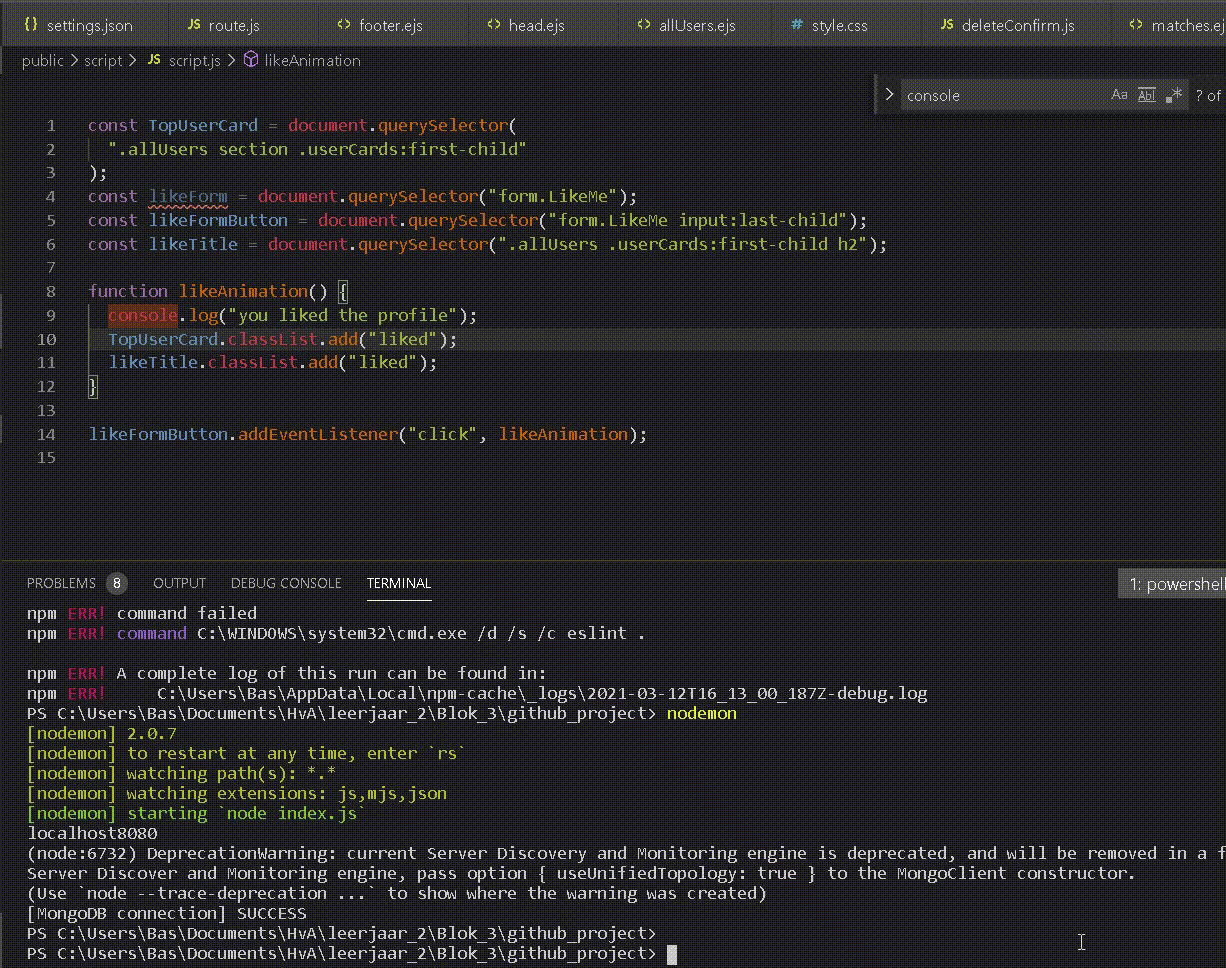 {} settings.json JS route.js <> footer.ejs <> head.ejs <> allUsers.ejs # style.css JS deleteConfirm.js <> matches.ej
public > script > JS script.js > likeAnimation
> console Aa Abl .* ? of
1 const TopUserCard = document.querySelector(
2 ".allUsers section .userCards:first-child"
3 );
4 const likeForm = document.querySelector("form.LikeMe");
5 const likeFormButton = document.querySelector("form.LikeMe input:last-child");
6 const likeTitle = document.querySelector(".allUsers .userCards:first-child h2");
7
8 function likeAnimation() {
9 console.log("you liked the profile");
10 TopUserCard.classList.add("liked");
11 likeTitle.classList.add("liked");
12 }
13
14 likeFormButton.addEventListener("click", likeAnimation);
15
PROBLEMS 8 OUTPUT DEBUG CONSOLE TERMINAL 1: powershell
npm ERR! command failed
npm ERR! command C:\WINDOWS\system32\cmd.exe /d /s /c eslint .
npm ERR! A complete log of this run can be found in:
npm ERR!     C:\Users\Bas\AppData\Local\npm-cache\_logs\2021-03-12T16_13_00_187Z-debug.log
PS C:\Users\Bas\Documents\HvA\leerjaar_2\Blok_3\github_project> nodemon
[nodemon] 2.0.7
[nodemon] to restart at any time, enter `rs`
[nodemon] watching path(s): *.*
[nodemon] watching extensions: js,mjs,json
[nodemon] starting `node index.js`
localhost8080
(node:6732) DeprecationWarning: current Server Discovery and Monitoring engine is deprecated, and will be removed in a f
Server Discover and Monitoring engine, pass option { useUnifiedTopology: true } to the MongoClient constructor.
(Use `node --trace-deprecation ...` to show where the warning was created)
[MongoDB connection] SUCCESS
PS C:\Users\Bas\Documents\HvA\leerjaar_2\Blok_3\github_project>
PS C:\Users\Bas\Documents\HvA\leerjaar_2\Blok_3\github_project>